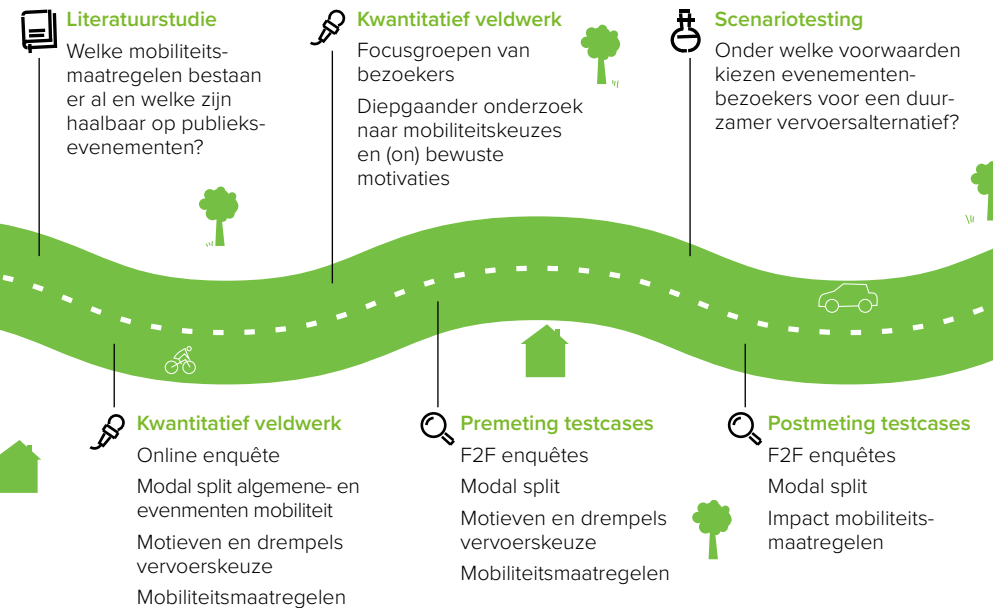 Literatuurstudie
Welke mobiliteits-
maatregelen bestaan
er al en welke zijn
haalbaar op publieks-
evenementen?
Kwantitatief veldwerk
Focusgroepen van
bezoekers
Diepgaander onderzoek
naar mobiliteitskeuzes
en (on) bewuste
motivaties
Scenariotesting
Onder welke voorwaarden
kiezen evenementen-
bezoekers voor een duur-
zamer vervoersalternatief?
Kwantitatief veldwerk
Online enquête
Modal split algemene- en
evenmenten mobiliteit
Motieven en drempels
vervoerskeuze
Mobiliteitsmaatregelen
Premeting testcases
F2F enquêtes
Modal split
Motieven en drempels
vervoerskeuze
Mobiliteitsmaatregelen
Postmeting testcases
F2F enquêtes
Modal split
Impact mobiliteits-
maatregelen